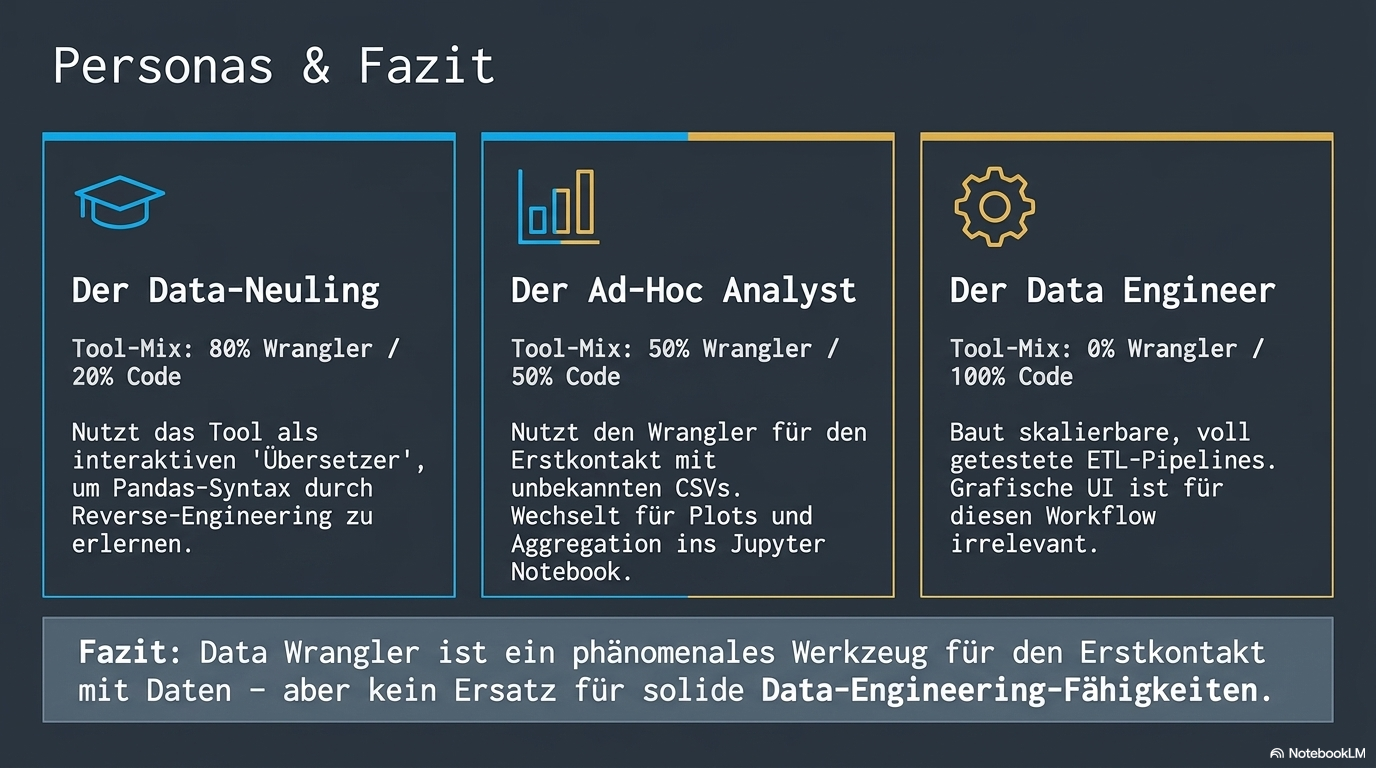 Personas & Fazit
Der Data-Neuling
Tool-Mix: 80% Wrangler /
20% Code
Nutzt das Tool als
interaktiven 'Übersetzer',
um Pandas-Syntax durch
Reverse-Engineering zu
erlernen.
Der Ad-Hoc Analyst
Tool-Mix: 50% Wrangler /
50% Code
Nutzt den Wrangler für den
Erstkontakt mit
unbekannten CSVs.
Wechselt für Plots und
Aggregation ins Jupyter
Notebook.
Der Data Engineer
Tool-Mix: 0% Wrangler /
100% Code
Baut skalierbare, voll
getestete ETL-Pipelines.
Grafische UI ist für
diesen Workflow
irrelevant.
Fazit: Data Wrangler ist ein phänomenales Werkzeug für den Erstkontakt
mit Daten – aber kein Ersatz für solide Data-Engineering-Fähigkeiten.
NotebookLM